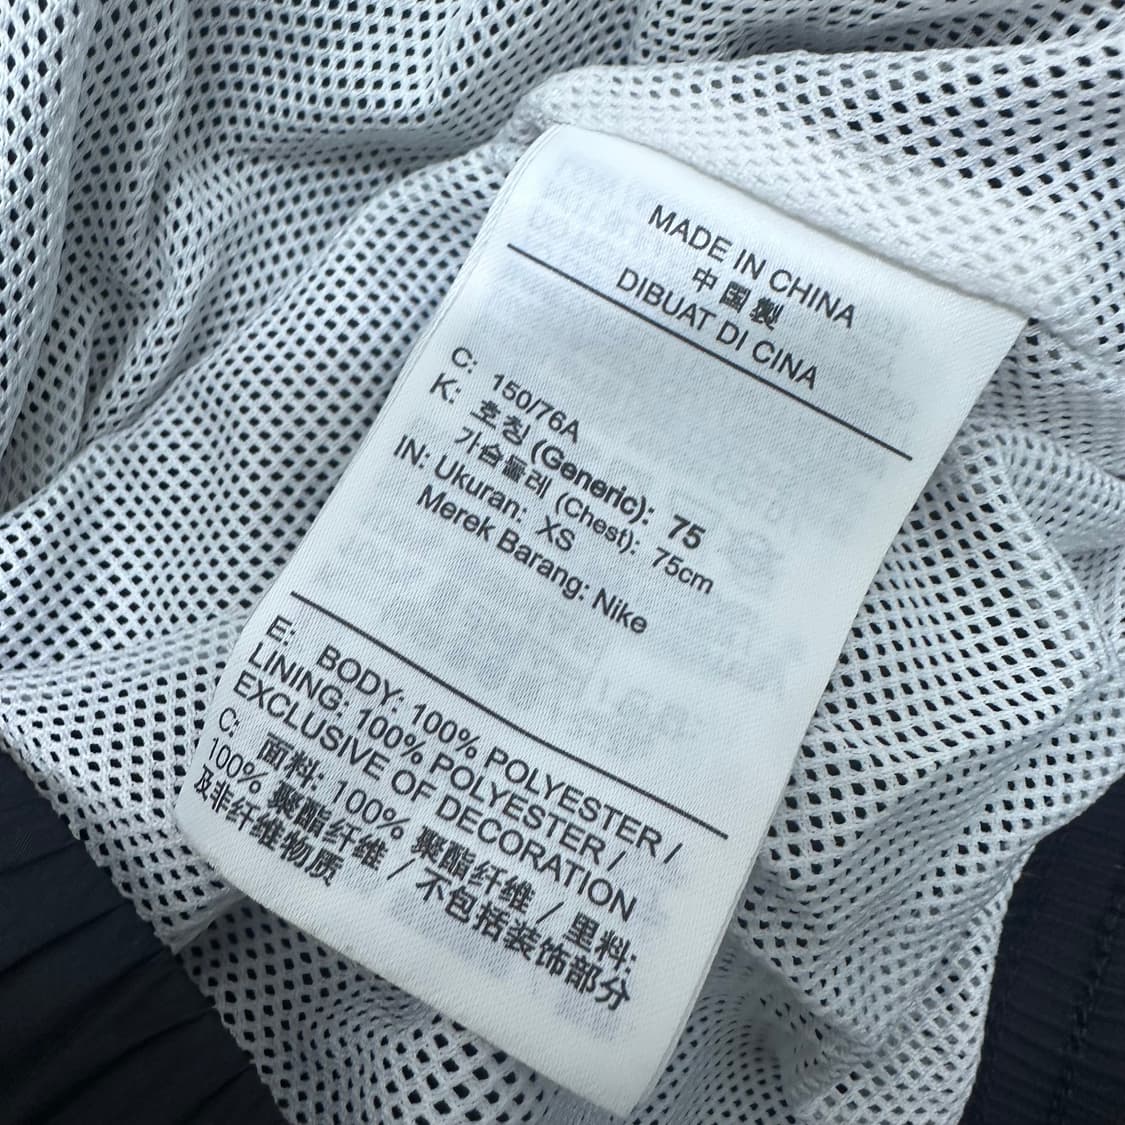 MADE IN CHINA
中国製
DIBUAT DI CINA
C: 150/76A
K: 호칭 (Generic): 75
가슴둘레 (Chest): 75cm
IN: Ukuran: XS
Merek Barang: Nike
E: BODY: 100% POLYESTER /
LINING: 100% POLYESTER /
EXCLUSIVE OF DECORATION
C: 面料: 100% 聚酯纤维 / 里料:
100% 聚酯纤维 / 不包括装饰部分
及非纤维物质